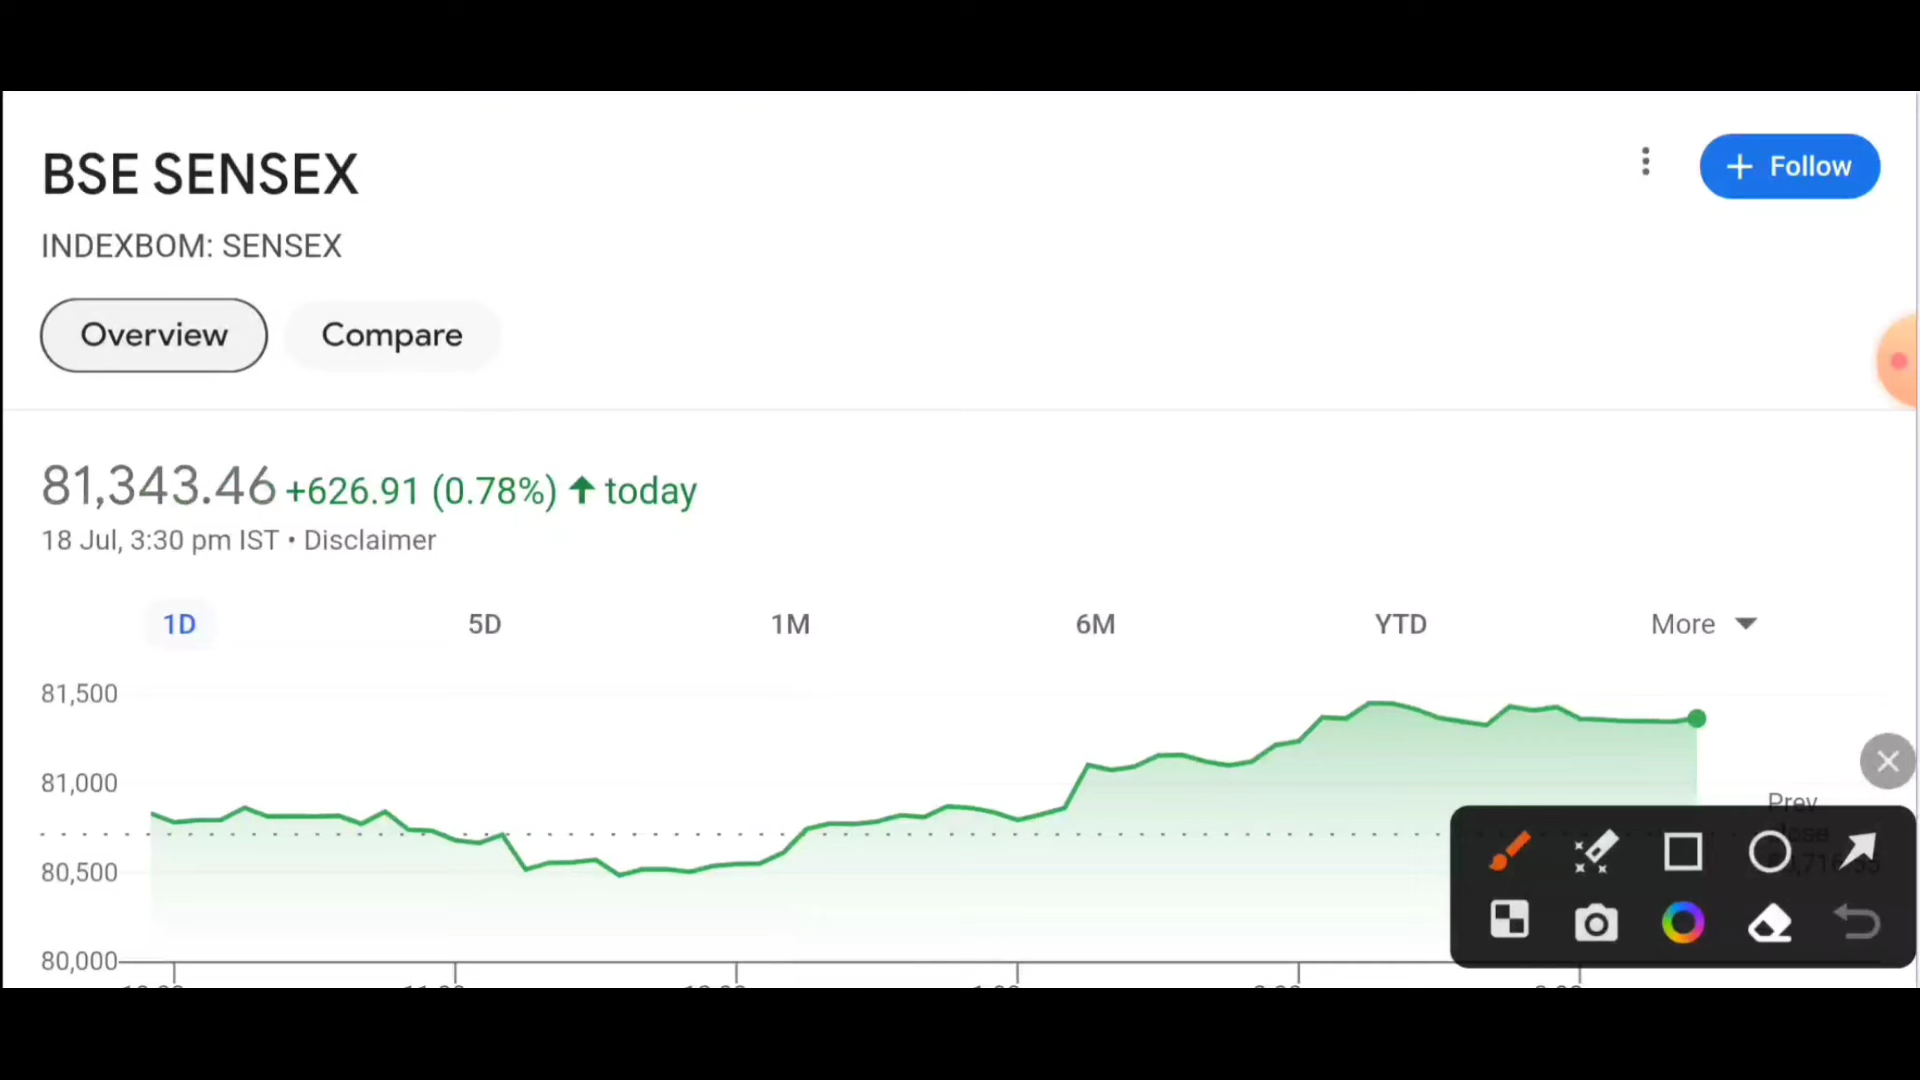 BSE SENSEX
+ Follow
INDEXBOM: SENSEX
Overview
Compare
81,343.46 +626.91 (0.78%) ↑ today
18 Jul, 3:30 pm IST • Disclaimer
1D 5D 1M 6M YTD More
81,500
81,000
Prev
80,500
80,000